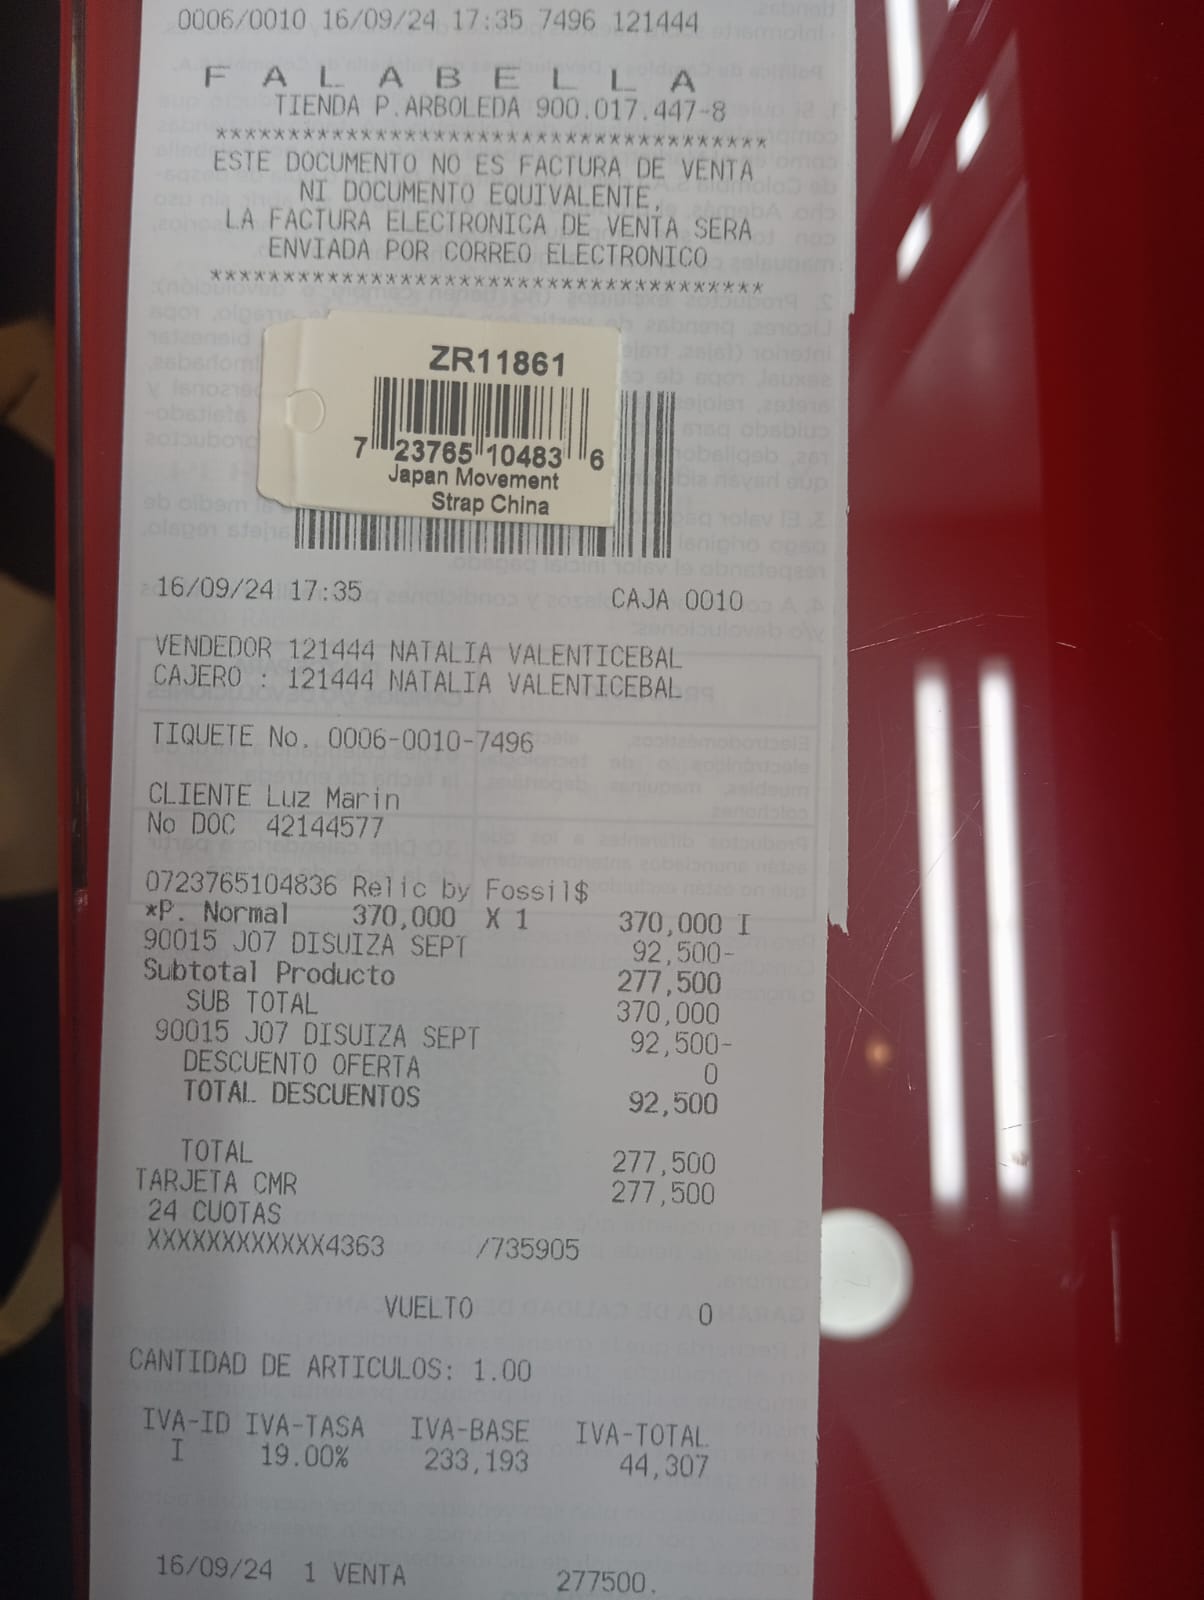 0006/0010 16/09/24 17:35 7496 121444
FALABELLA
TIENDA P.ARBOLEDA 900.017.447-8
**************************************
ESTE DOCUMENTO NO ES FACTURA DE VENTA
NI DOCUMENTO EQUIVALENTE,
LA FACTURA ELECTRONICA DE VENTA SERA
ENVIADA POR CORREO ELECTRONICO
**************************************
ZR11861
7 23765 10483 6
Japan Movement
Strap China
16/09/24 17:35 CAJA 0010
VENDEDOR 121444 NATALIA VALENTICEBAL
CAJERO : 121444 NATALIA VALENTICEBAL
TIQUETE No. 0006-0010-7496
CLIENTE Luz Marin
No DOC 42144577
0723765104836 Relic by Fossil$
*P. Normal 370,000 X 1 370,000 I
90015 J07 DISUIZA SEPT 92,500-
Subtotal Producto 277,500
SUB TOTAL 370,000
90015 J07 DISUIZA SEPT 92,500-
DESCUENTO OFERTA 0
TOTAL DESCUENTOS 92,500
TOTAL 277,500
TARJETA CMR 277,500
24 CUOTAS
XXXXXXXXXXXX4363 /735905
VUELTO 0
CANTIDAD DE ARTICULOS: 1.00
IVA-ID IVA-TASA IVA-BASE IVA-TOTAL
I 19.00% 233,193 44,307
16/09/24 1 VENTA 277500.